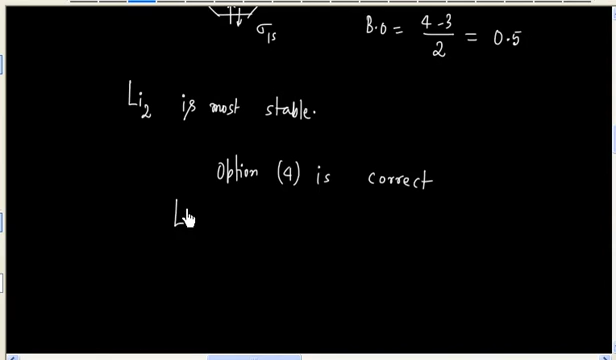 σ1s
B.O = 4-3 / 2 = 0.5
Li2 is most stable.
option (4) is correct
L